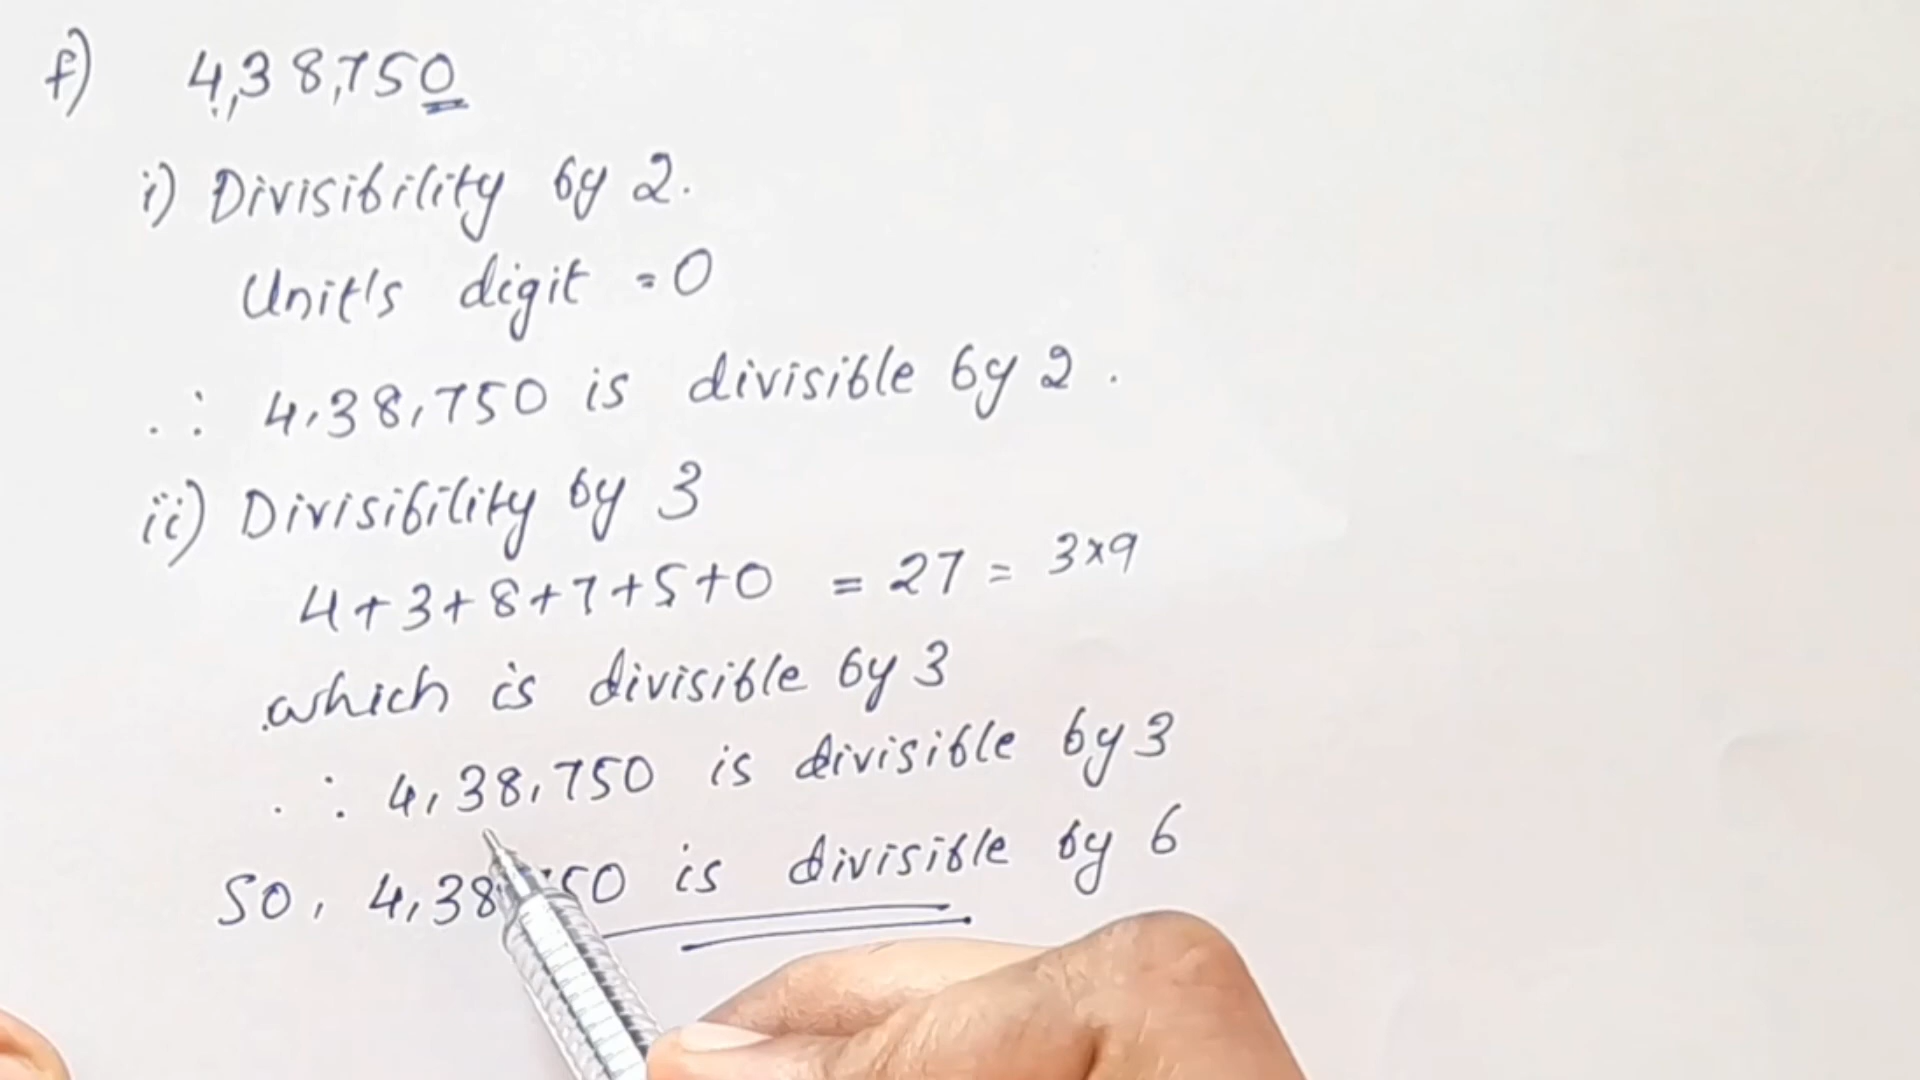 f) 4,38,750
i) Divisibility by 2.
Unit's digit = 0
∴ 4,38,750 is divisible by 2.
ii) Divisibility by 3
4+3+8+7+5+0 = 27 = 3×9
which is divisible by 3
∴ 4,38,750 is divisible by 3
So, 4,38 50 is divisible by 6